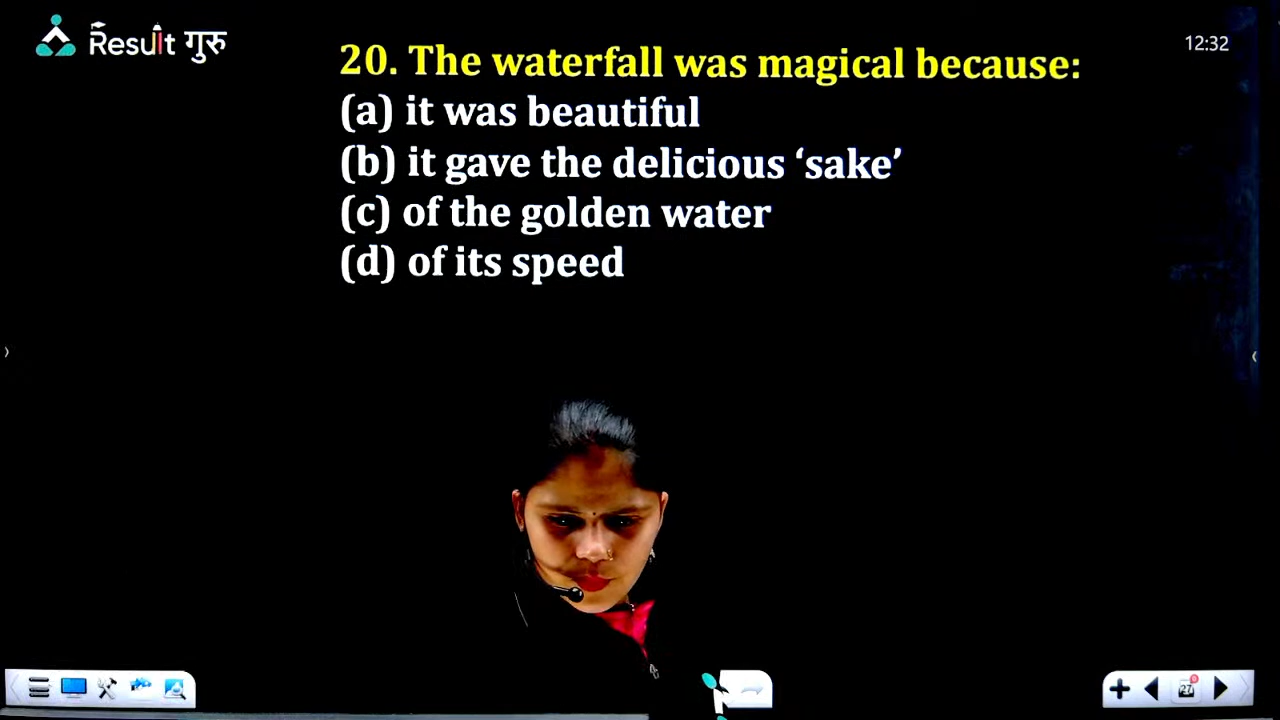 Result गुरु
12:32
20. The waterfall was magical because:
(a) it was beautiful
(b) it gave the delicious ‘sake’
(c) of the golden water
(d) of its speed
27